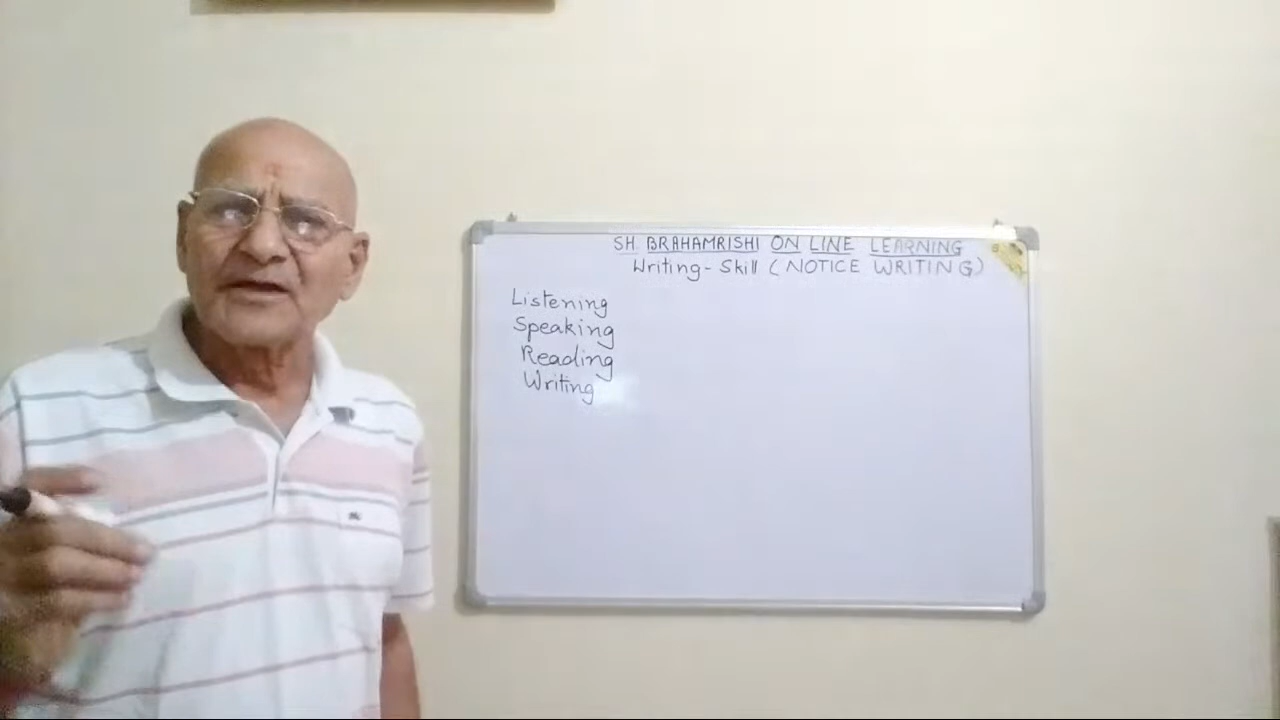 SH. BRAHAMRISHI ON LINE LEARNING
Writing-Skill (NOTICE WRITING)
Listening
Speaking
Reading
Writing